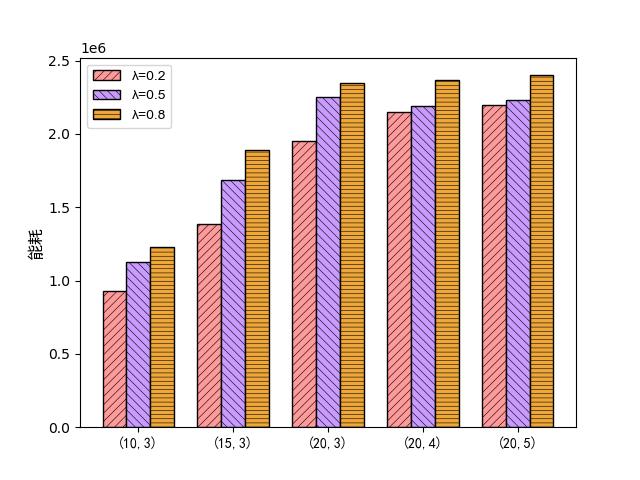 1e6
2.5
2.0
1.5
1.0
0.5
0.0
能耗
λ=0.2
λ=0.5
λ=0.8
(10, 3)
(15, 3)
(20, 3)
(20, 4)
(20, 5)